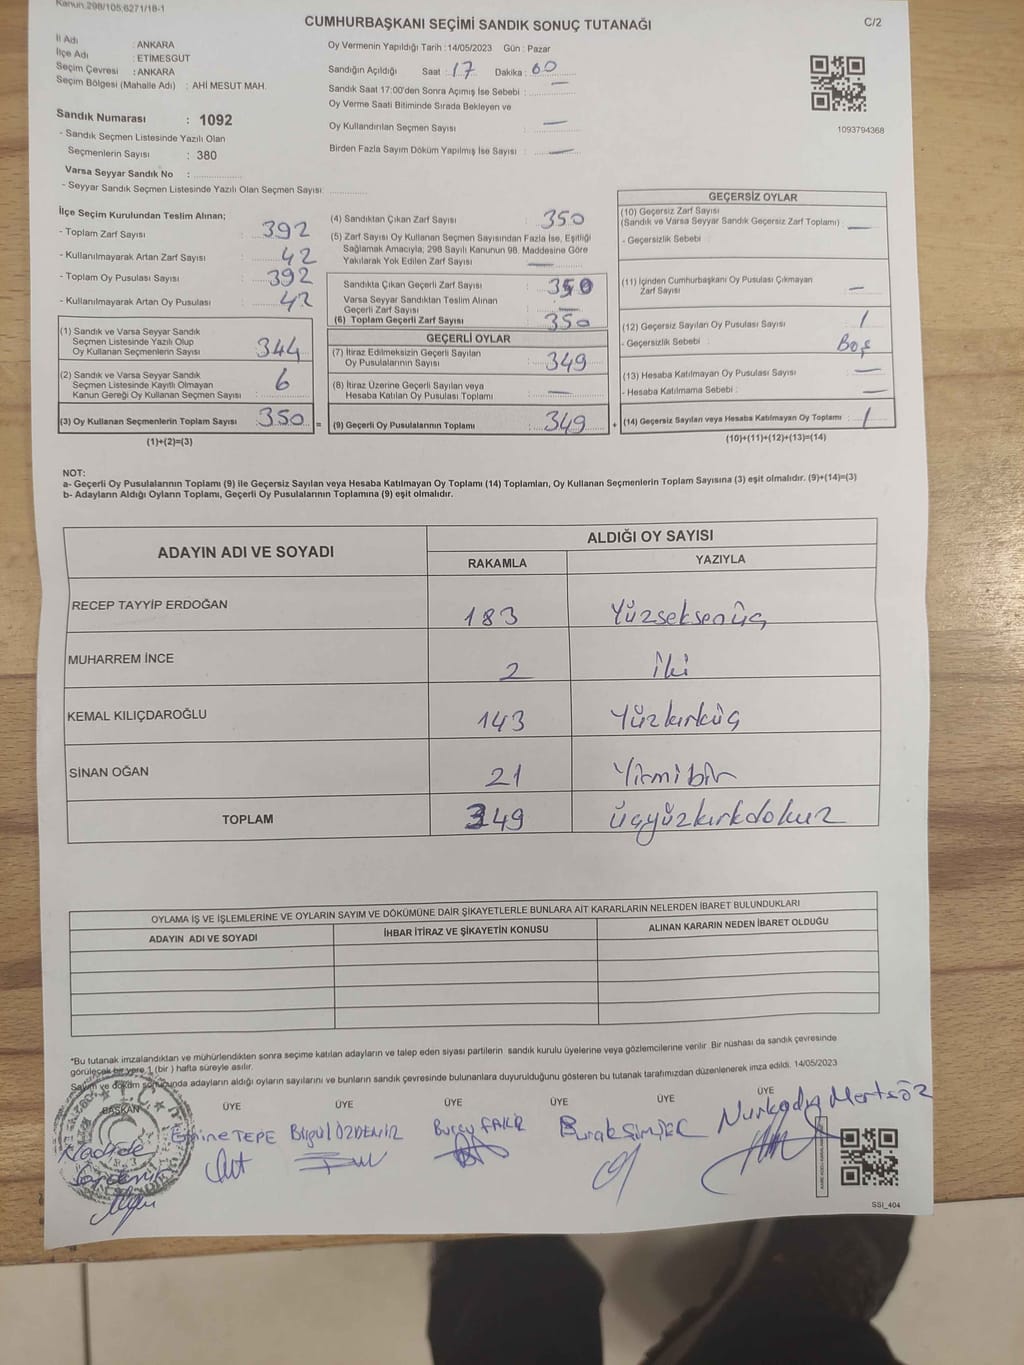 Kanun:298/105,6271/18-1
CUMHURBAŞKANI SEÇİMİ SANDIK SONUÇ TUTANAĞI
C/2
İl Adı : ANKARA
İlçe Adı : ETİMESGUT
Seçim Çevresi : ANKARA
Seçim Bölgesi (Mahalle Adı) : AHİ MESUT MAH.
Sandık Numarası : 1092
- Sandık Seçmen Listesinde Yazılı Olan
Seçmenlerin Sayısı : 380
Varsa Seyyar Sandık No :
- Seyyar Sandık Seçmen Listesinde Yazılı Olan Seçmen Sayısı:
Oy Vermenin Yapıldığı Tarih : 14/05/2023 Gün : Pazar
Sandığın Açıldığı Saat : 17 Dakika : 00
Sandık Saat 17:00'den Sonra Açımış İse Sebebi : —
Oy Verme Saati Bitiminde Sırada Bekleyen ve
Oy Kullandırılan Seçmen Sayısı : —
Birden Fazla Sayım Döküm Yapılmış İse Sayısı : —
1093794368
İlçe Seçim Kurulundan Teslim Alınan;
- Toplam Zarf Sayısı : 392
- Kullanılmayarak Artan Zarf Sayısı : 42
- Toplam Oy Pusulası Sayısı : 392
- Kullanılmayarak Artan Oy Pusulası : 42
(1) Sandık ve Varsa Seyyar Sandık
Seçmen Listesinde Yazılı Olup
Oy Kullanan Seçmenlerin Sayısı : 344
(2) Sandık ve Varsa Seyyar Sandık
Seçmen Listesinde Kayıtlı Olmayan
Kanun Gereği Oy Kullanan Seçmen Sayısı : 6
(3) Oy Kullanan Seçmenlerin Toplam Sayısı : 350 =
(1)+(2)=(3)
(4) Sandıktan Çıkan Zarf Sayısı : 350
(5) Zarf Sayısı Oy Kullanan Seçmen Sayısından Fazla İse, Eşitliği
Sağlamak Amacıyla; 298 Sayılı Kanunun 98. Maddesine Göre
Yakılarak Yok Edilen Zarf Sayısı : —
Sandıkta Çıkan Geçerli Zarf Sayısı : 350
Varsa Seyyar Sandıktan Teslim Alınan
Geçerli Zarf Sayısı : —
(6) Toplam Geçerli Zarf Sayısı : 350
GEÇERLİ OYLAR
(7) İtiraz Edilmeksizin Geçerli Sayılan
Oy Pusulalarının Sayısı : 349
(8) İtiraz Üzerine Geçerli Sayılan veya
Hesaba Katılan Oy Pusulası Toplamı : —
(9) Geçerli Oy Pusulalarının Toplamı : 349 +
GEÇERSİZ OYLAR
(10) Geçersiz Zarf Sayısı
(Sandık ve Varsa Seyyar Sandık Geçersiz Zarf Toplamı) : —
- Geçersizlik Sebebi :
(11) İçinden Cumhurbaşkanı Oy Pusulası Çıkmayan
Zarf Sayısı : —
(12) Geçersiz Sayılan Oy Pusulası Sayısı : 1
- Geçersizlik Sebebi : Boş
(13) Hesaba Katılmayan Oy Pusulası Sayısı : —
- Hesaba Katılmama Sebebi : —
(14) Geçersiz Sayılan veya Hesaba Katılmayan Oy Toplamı : 1
(10)+(11)+(12)+(13)=(14)
NOT:
a- Geçerli Oy Pusulalarının Toplamı (9) ile Geçersiz Sayılan veya Hesaba Katılmayan Oy Toplamı (14) Toplamları, Oy Kullanan Seçmenlerin Toplam Sayısına (3) eşit olmalıdır. (9)+(14)=(3)
b- Adayların Aldığı Oyların Toplamı, Geçerli Oy Pusulalarının Toplamına (9) eşit olmalıdır.
ADAYIN ADI VE SOYADI
ALDIĞI OY SAYISI
RAKAMLA YAZIYLA
RECEP TAYYİP ERDOĞAN 183 Yüzseksenüç
MUHARREM İNCE 2 İki
KEMAL KILIÇDAROĞLU 143 Yüzkırküç
SİNAN OĞAN 21 Yirmibir
TOPLAM 349 üçyüzkırkdokuz
OYLAMA İŞ VE İŞLEMLERİNE VE OYLARIN SAYIM VE DÖKÜMÜNE DAİR ŞİKAYETLERLE BUNLARA AİT KARARLARIN NELERDEN İBARET BULUNDUKLARI
ADAYIN ADI VE SOYADI
İHBAR İTİRAZ VE ŞİKAYETİN KONUSU
ALINAN KARARIN NEDEN İBARET OLDUĞU
*Bu tutanak imzalandıktan ve mühürlendikten sonra seçime katılan adayların ve talep eden siyasi partilerin sandık kurulu üyelerine veya gözlemcilerine verilir. Bir nüshası da sandık çevresinde
görülecek bir yere 1 (bir ) hafta süreyle asılır.
Sayım ve döküm sonucunda adayların aldığı oyların sayılarını ve bunların sandık çevresinde bulunanlara duyurulduğunu gösteren bu tutanak tarafımızdan düzenlenerek imza edildi. 14/05/2023
BAŞKAN ÜYE ÜYE ÜYE ÜYE ÜYE ÜYE
Nadide
Emine TEPE
Birgül ÖZDENİZ
Burçu FAKIR
Burak ŞİMŞEK
SSI_404